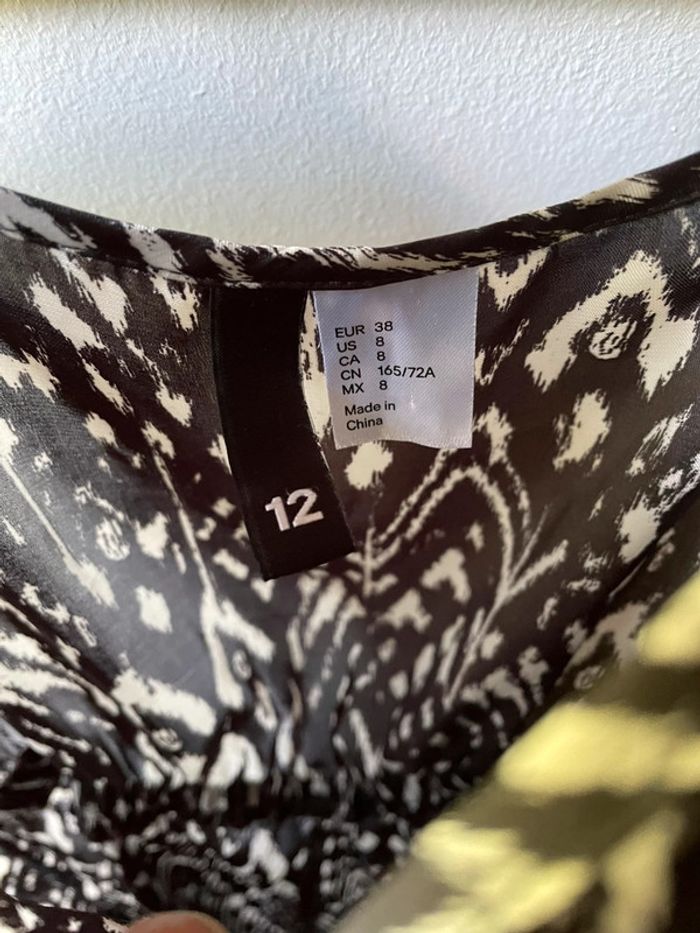 EUR 38
US 8
CA 8
CN 165/72A
MX 8
Made in
China
12